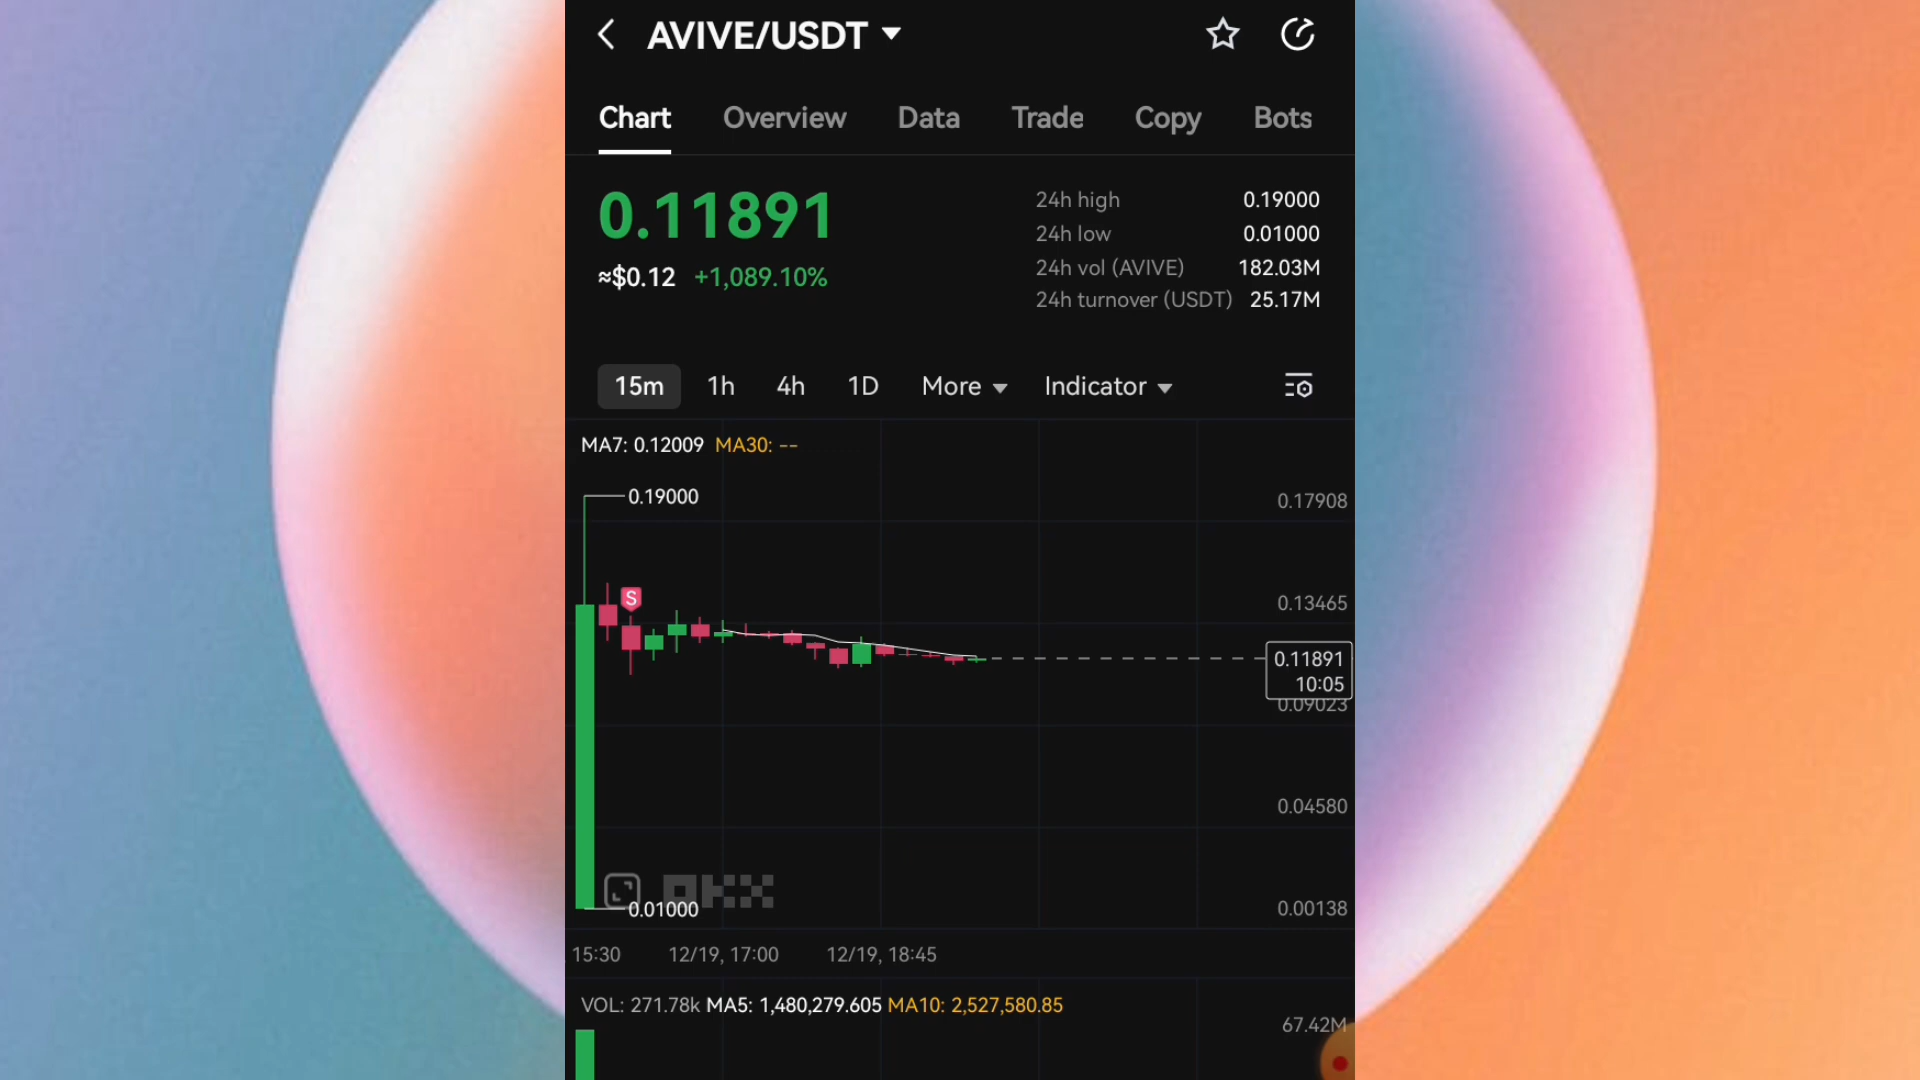 AVIVE/USDT
Chart Overview Data Trade Copy Bots
0.11891
≈$0.12 +1,089.10%
24h high 0.19000
24h low 0.01000
24h vol (AVIVE) 182.03M
24h turnover (USDT) 25.17M
15m 1h 4h 1D More Indicator
MA7: 0.12009 MA30: --
0.19000
0.17908
S
0.13465
0.11891
10:05
0.09023
0.04580
OKX
0.01000
0.00138
15:30 12/19, 17:00 12/19, 18:45
VOL: 271.78k MA5: 1,480,279.605 MA10: 2,527,580.85
67.42M